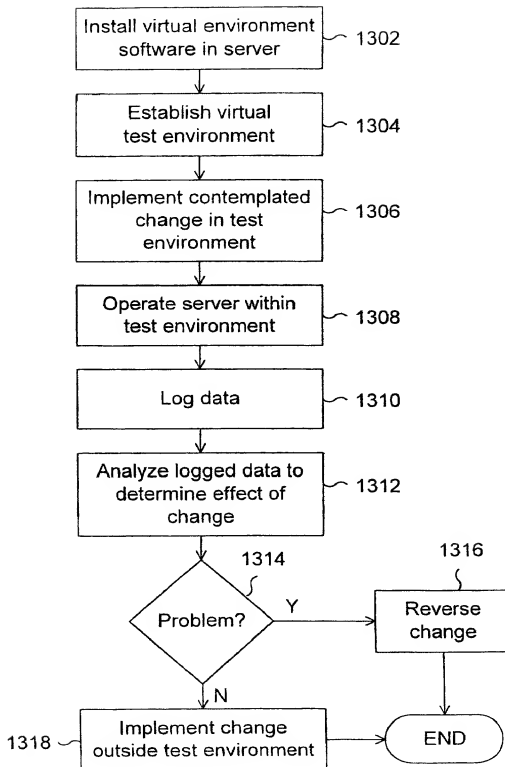 Install virtual environment
software in server
1302
Establish virtual
test environment
1304
Implement contemplated
change in test
environment
1306
Operate server within
test environment
1308
Log data
1310
Analyze logged data to
determine effect of
change
1312
1314
Problem?
Y
1316
Reverse
change
N
1318
Implement change
outside test environment
END